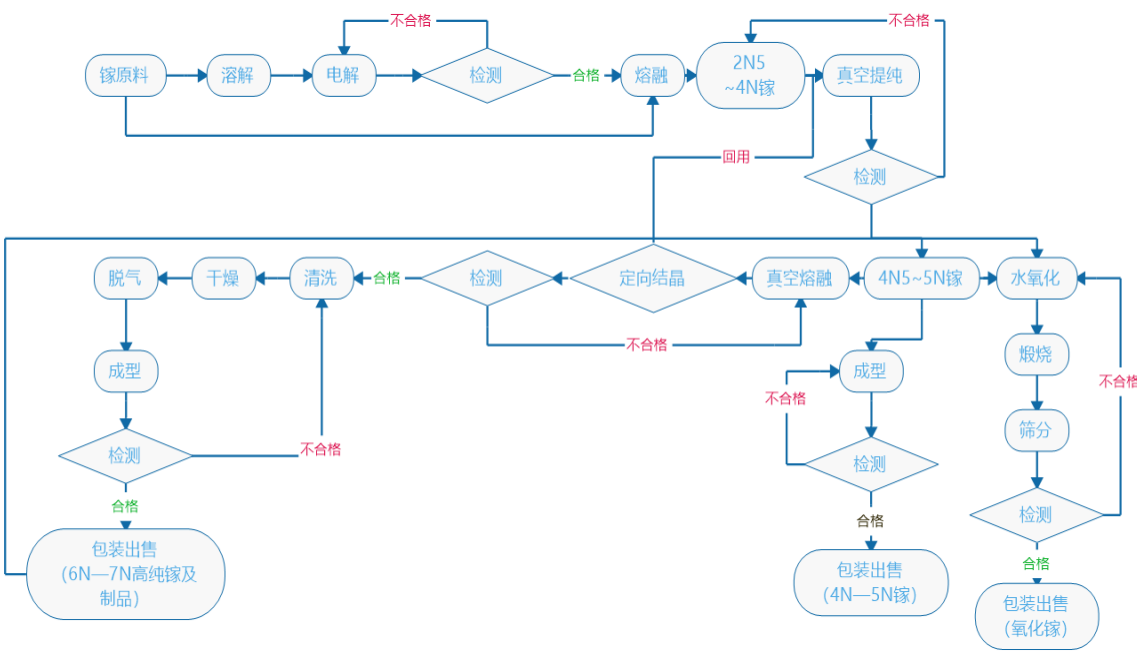 不合格
不合格
镓原料
溶解
电解
检测
合格
熔融
2N5
~4N镓
真空提纯
回用
检测
脱气
干燥
清洗
合格
检测
定向结晶
真空熔融
4N5~5N镓
水氧化
不合格
成型
成型
煅烧
不合格
不合格
筛分
检测
不合格
检测
检测
合格
合格
合格
包装出售
（6N—7N高纯镓及
制品）
包装出售
（4N—5N镓）
包装出售
（氧化镓）